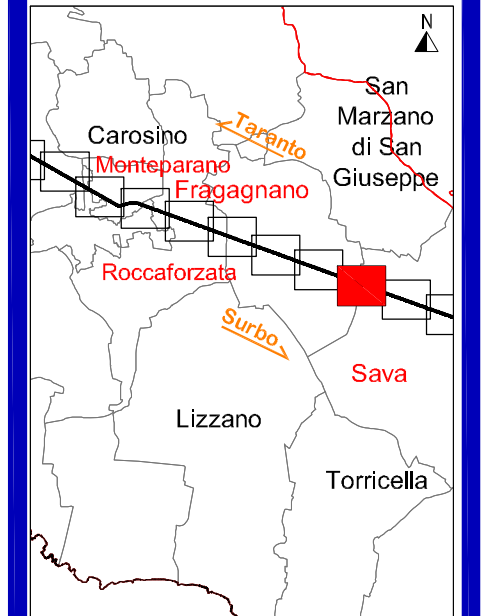 N
San
Marzano
di San
Giuseppe
Taranto
Carosino
Monteparano
Fragagnano
Roccaforzata
Surbo
Sava
Lizzano
Torricella